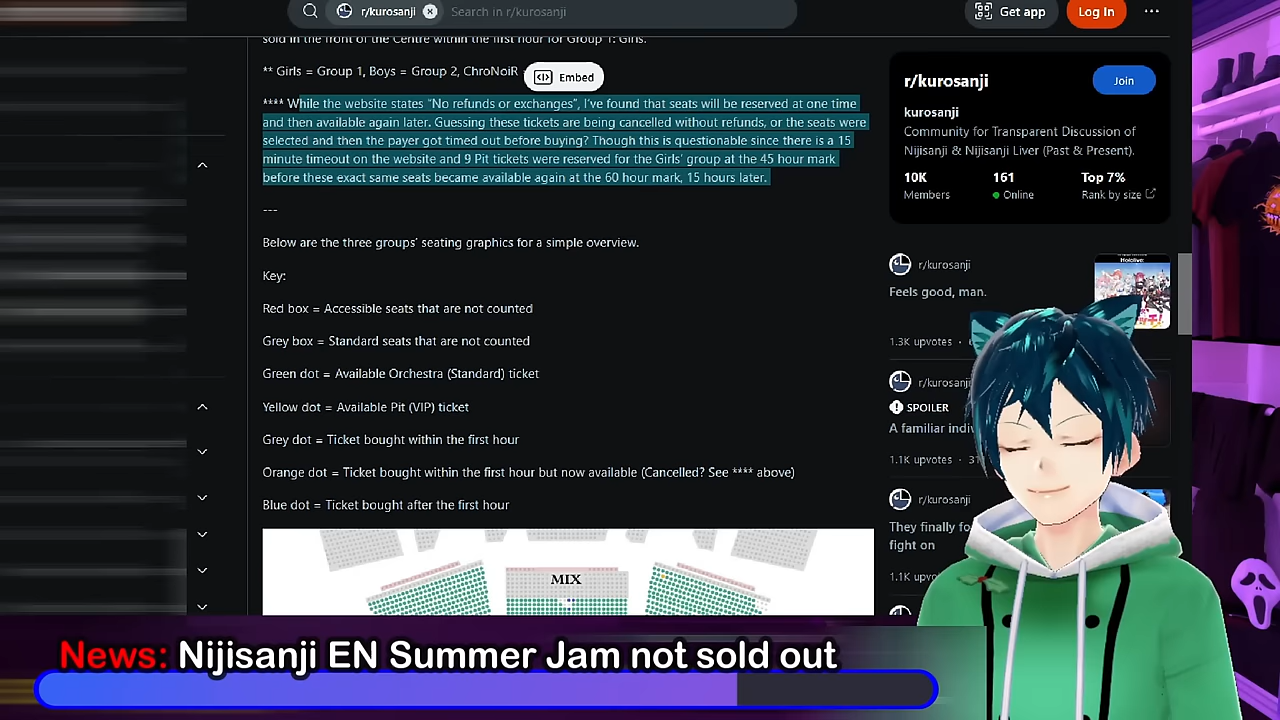 r/kurosanji
Search in r/kurosanji
Get app
Log In
sold in the front of the Centre within the first hour for Group 1: Girls.
** Girls = Group 1, Boys = Group 2, ChroNoiR
Embed
**** While the website states “No refunds or exchanges”, I’ve found that seats will be reserved at one time
and then available again later. Guessing these tickets are being cancelled without refunds, or the seats were
selected and then the payer got timed out before buying? Though this is questionable since there is a 15
minute timeout on the website and 9 Pit tickets were reserved for the Girls’ group at the 45 hour mark
before these exact same seats became available again at the 60 hour mark, 15 hours later.
---
Below are the three groups’ seating graphics for a simple overview.
Key:
Red box = Accessible seats that are not counted
Grey box = Standard seats that are not counted
Green dot = Available Orchestra (Standard) ticket
Yellow dot = Available Pit (VIP) ticket
Grey dot = Ticket bought within the first hour
Orange dot = Ticket bought within the first hour but now available (Cancelled? See **** above)
Blue dot = Ticket bought after the first hour
MIX
r/kurosanji
Join
kurosanji
Community for Transparent Discussion of
Nijisanji & Nijisanji Liver (Past & Present).
10K
161
Top 7%
Members
Online
Rank by size
r/kurosanji
Feels good, man.
1.3K upvotes •
r/kurosanji
SPOILER
A familiar
1.1K upvotes •
r/kurosanji
They finally
fight on
1.1K
News: Nijisanji EN Summer Jam not sold out